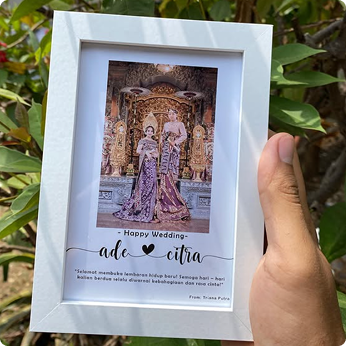 - Happy Wedding-
ade citra
"Selamat membuka lembaran hidup baru! Semoga hari - hari
kalian berdua selalu diwarnai kebahagiaan dan rasa cinta!"
From: Triana Putra